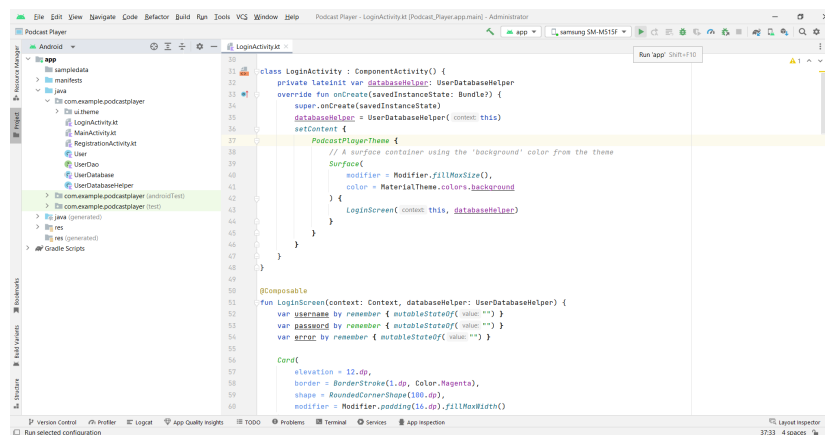 File Edit View Navigate Code Refactor Build Run Tools VCS Window Help Podcast Player - LoginActivity.kt [Podcast_Player.app.main] - Administrator
Podcast Player
app samsung SM-M515F
Android
LoginActivity.kt
Run 'app' Shift+F10
1
Resource Manager
Project
Bookmarks
Build Variants
Structure
app
sampledata
manifests
java
com.example.podcastplayer
ui.theme
LoginActivity.kt
MainActivity.kt
RegistrationActivity.kt
User
UserDao
UserDatabase
UserDatabaseHelper
com.example.podcastplayer (androidTest)
com.example.podcastplayer (test)
java (generated)
res
res (generated)
Gradle Scripts
30
31 class LoginActivity : ComponentActivity() {
32 private lateinit var databaseHelper: UserDatabaseHelper
33 override fun onCreate(savedInstanceState: Bundle?) {
34 super.onCreate(savedInstanceState)
35 databaseHelper = UserDatabaseHelper( context: this)
36 setContent {
37 PodcastPlayerTheme {
38 // A surface container using the 'background' color from the theme
39 Surface(
40 modifier = Modifier.fillMaxSize(),
41 color = MaterialTheme.colors.background
42 ) {
43 LoginScreen( context: this, databaseHelper)
44 }
45 }
46 }
47 }
48 }
49
50 @Composable
51 fun LoginScreen(context: Context, databaseHelper: UserDatabaseHelper) {
52 var username by remember { mutableStateOf( value: "") }
53 var password by remember { mutableStateOf( value: "") }
54 var error by remember { mutableStateOf( value: "") }
55
56 Card(
57 elevation = 12.dp,
58 border = BorderStroke(1.dp, Color.Magenta),
59 shape = RoundedCornerShape(100.dp),
60 modifier = Modifier.padding(16.dp).fillMaxWidth()
Version Control Profiler Logcat App Quality Insights TODO Problems Terminal Services App Inspection Layout Inspector
Run selected configuration 37:33 4 spaces